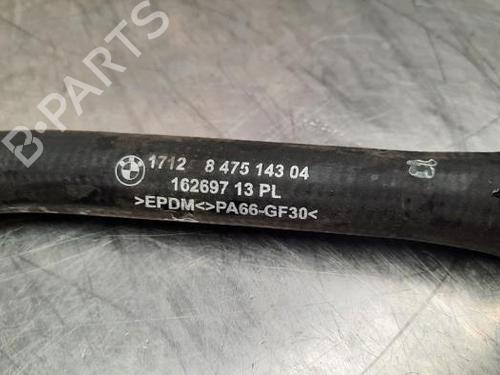 1712 8 475 143 04
162697 13 PL
>EPDM<>PA66-GF30<
B-PARTS